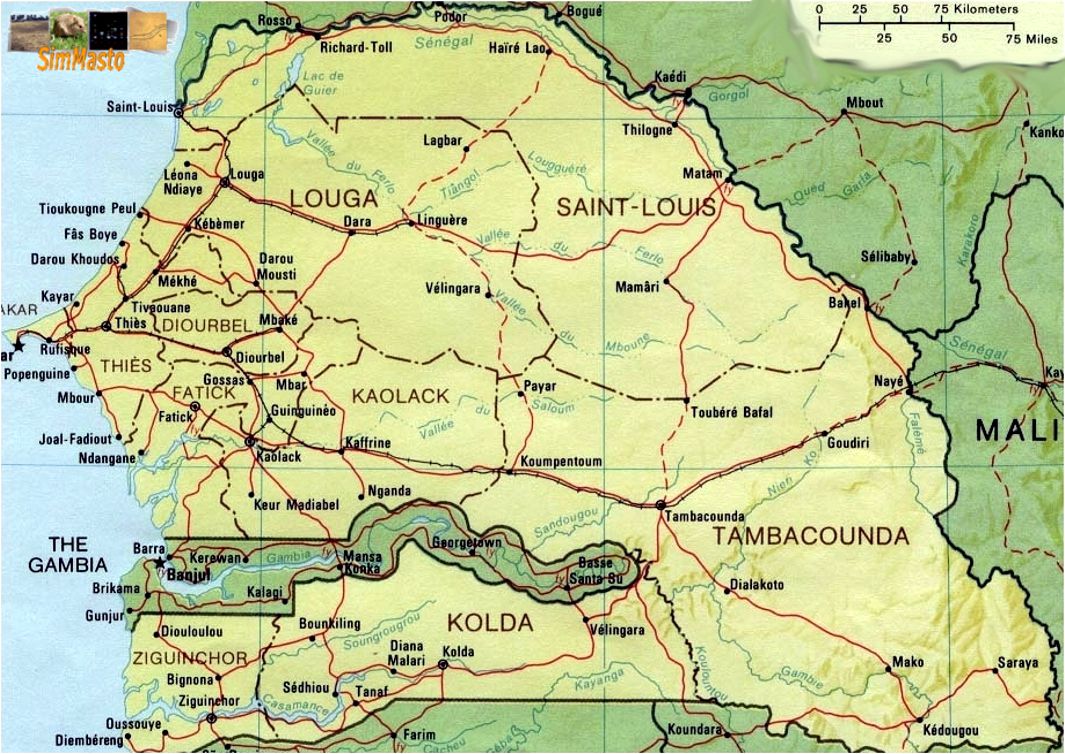 SimMasto
0 25 50 75 Kilometers
25 50 75 Miles
Rosso
Podor
Bogué
Richard-Toll
Sénégal
Haïré Lao
Kaédi
Gorgol
Mbout
Kanko
Lac de
Guier
Saint-Louis
Thilogne
Lagbar
Vallée du Ferlo
Lougguéré
Tiângol
Matam
Oued Garfa
Léona
Ndiaye
Louga
LOUGA
SAINT-LOUIS
Karakoro
Tioukougne Peul
Kébèmer
Dara
Linguère
Fâs Boye
Vallée du Ferlo
Darou Khoudos
Darou
Mousti
Sélibaby
Mékhé
Vélingara
Mamâri
Kayar
Tivaouane
Vallée du Mboune
Bakel
AKAR
Thiès
DIOURBEL
Mbaké
ar
Rufisque
Diourbel
Sénégal
Popenguine
THIÈS
Gossas
Mbar
Nayé
Kay
FATICK
KAOLACK
Payar
Mbour
Fatick
Guinguinéo
Vallée du Saloum
Toubéré Bafal
Falémé
MALI
Joal-Fadiout
Kaolack
Kaffrine
Goudiri
Ndangane
Koumpentoum
Nieri Ko
Keur Madiabel
Nganda
Sandougou
Tambacounda
TAMBACOUNDA
THE
GAMBIA
Barra
Kerewan
Gambia
Mansa
Konka
Georgetown
Basse
Santa Su
Banjul
Brikama
Kalagi
Dialakoto
Gunjur
Bounkiling
KOLDA
Diouloulou
Soungrougrou
Vélingara
ZIGUINCHOR
Diana
Malari
Kolda
Koulountou
Mako
Saraya
Bignona
Sédhiou
Tanaf
Kayanga
Gambie
Ziguinchor
Casamance
Oussouye
Koundara
Kédougou
Diembéreng
Farim
Cacheu